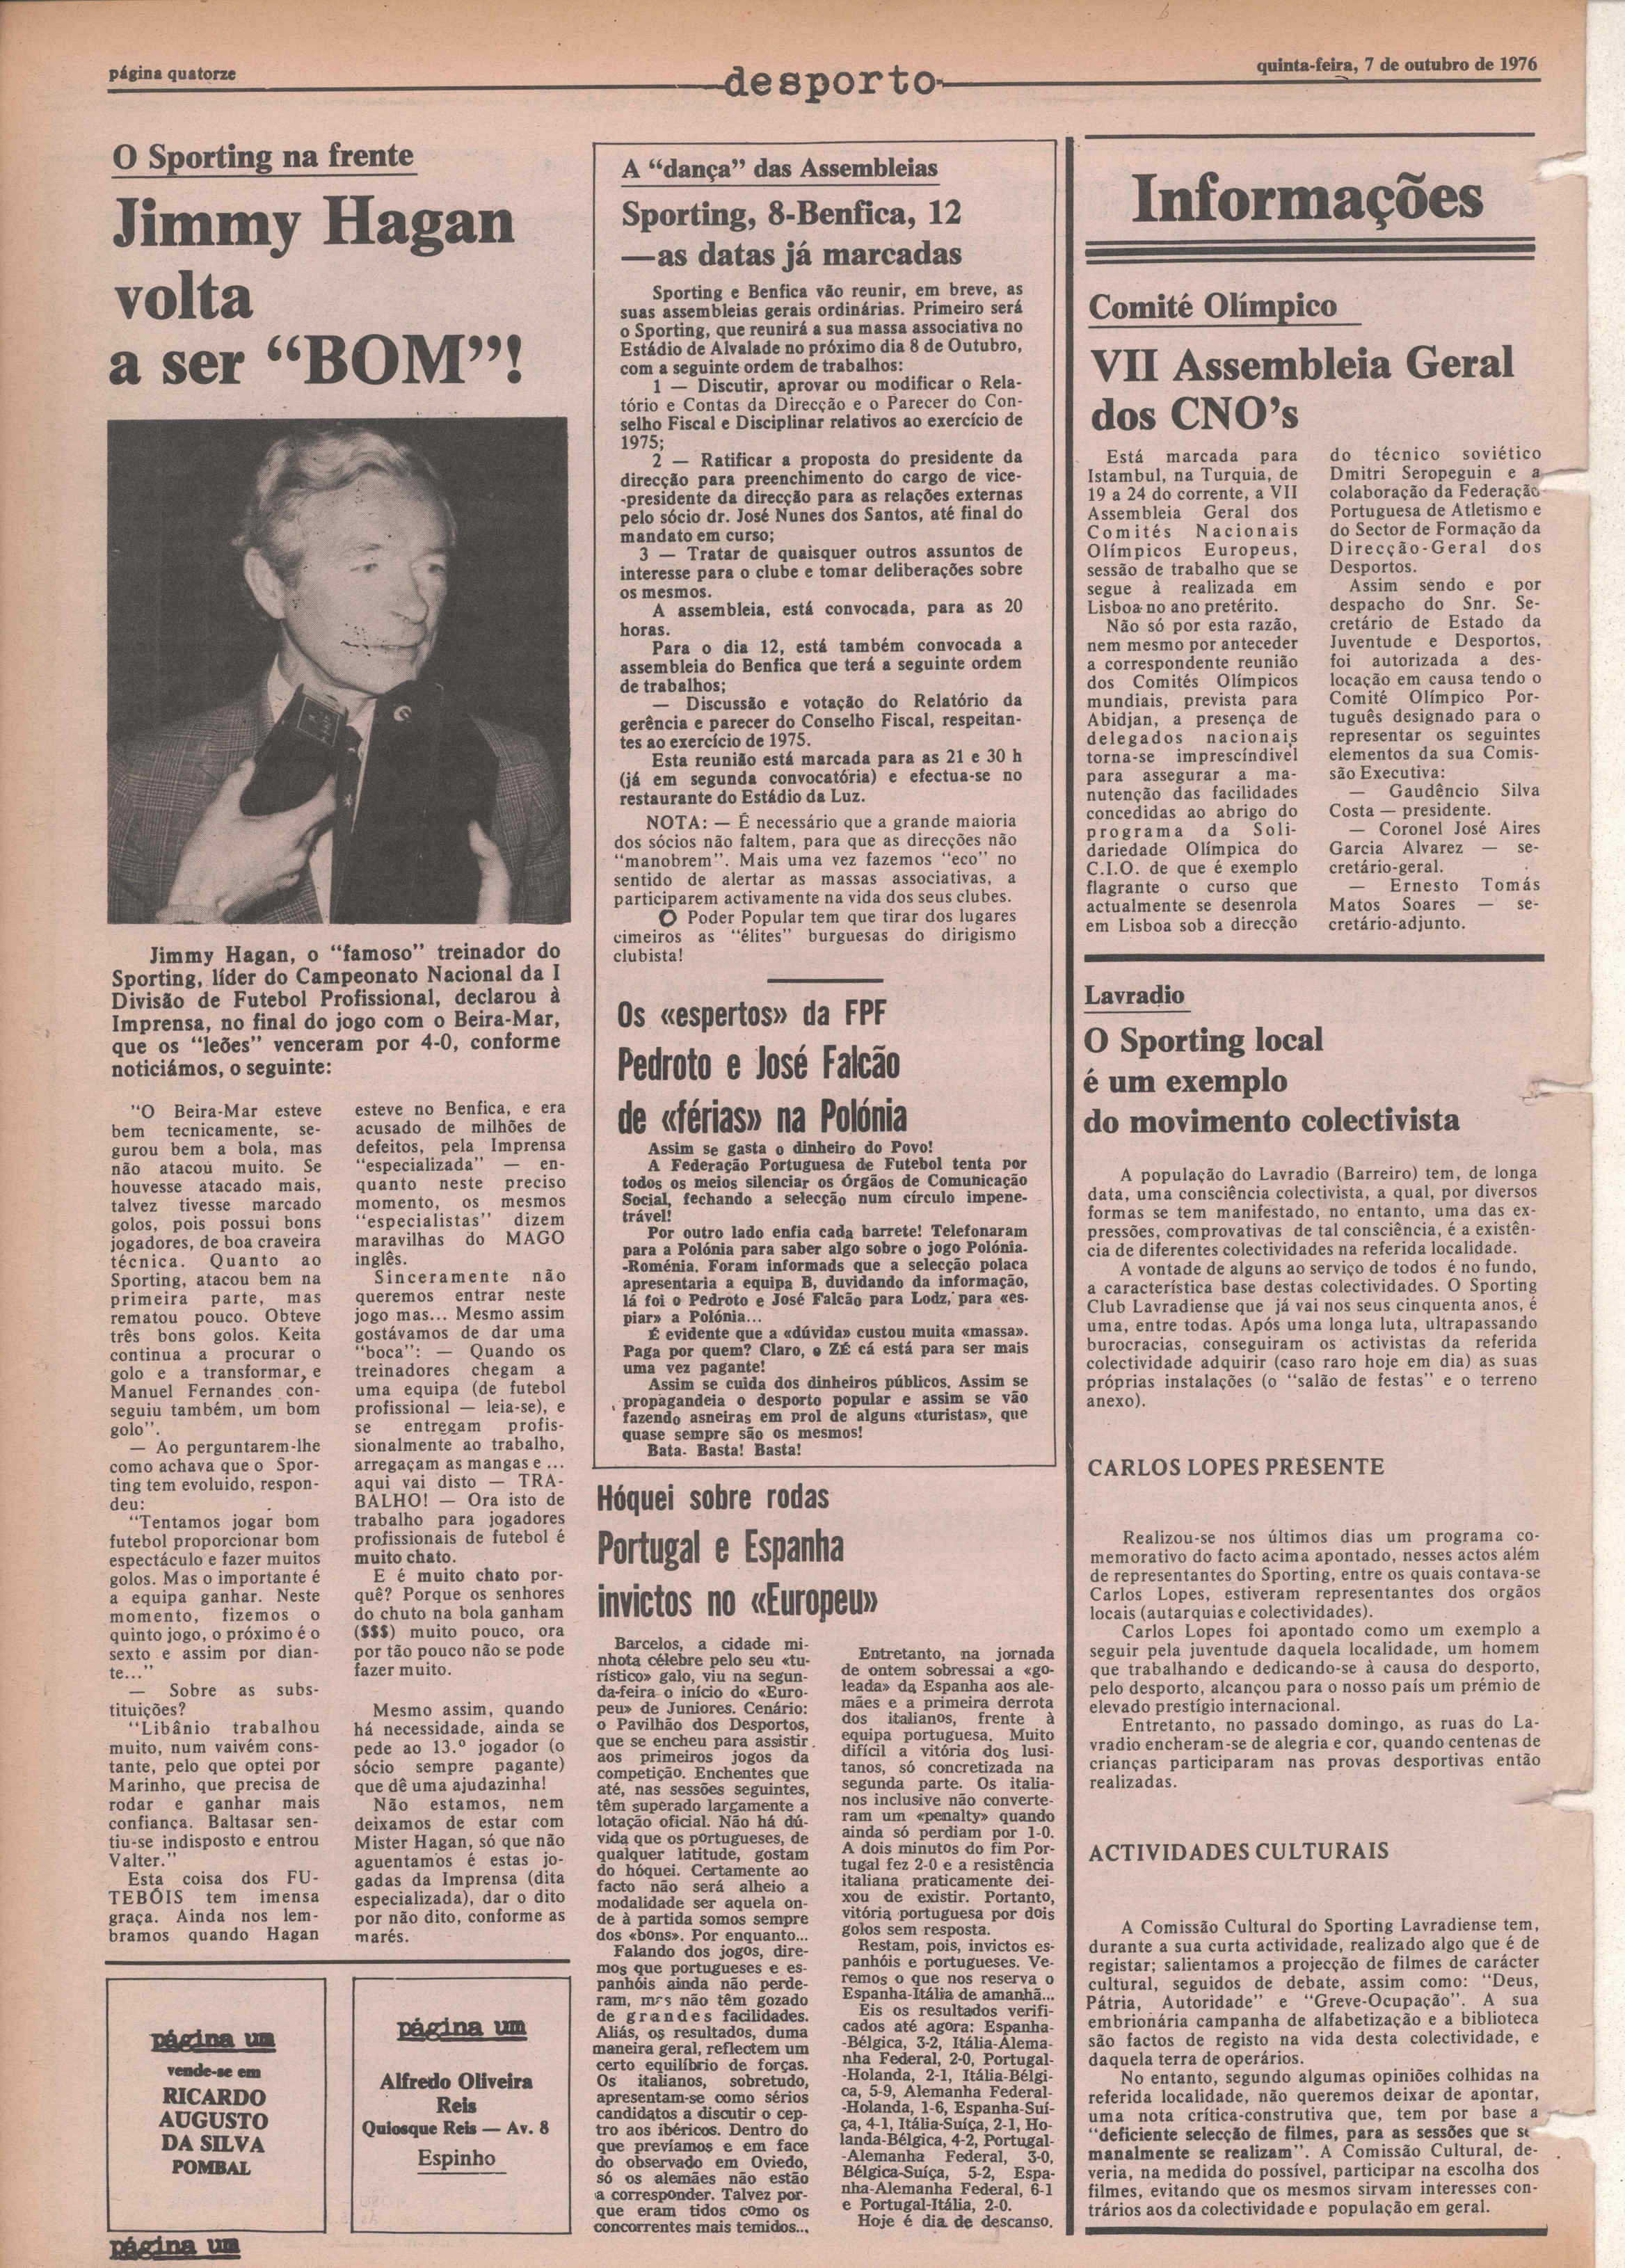 página quatorze
desporto
quinta-feira, 7 de outubro de 1976
O Sporting na frente
Jimmy Hagan
volta
a ser “BOM”!
Jimmy Hagan, o “famoso” treinador do
Sporting, líder do Campeonato Nacional da I
Divisão de Futebol Profissional, declarou à
Imprensa, no final do jogo com o Beira-Mar,
que os “leões” venceram por 4-0, conforme
noticiámos, o seguinte:
“O Beira-Mar esteve
bem tecnicamente, se-
gurou bem a bola, mas
não atacou muito. Se
houvesse atacado mais,
talvez tivesse marcado
golos, pois possui bons
jogadores, de boa craveira
técnica. Quanto ao
Sporting, atacou bem na
primeira parte, mas
rematou pouco. Obteve
três bons golos. Keita
continua a procurar o
golo e a transformar, e
Manuel Fernandes con-
seguiu também, um bom
golo”.
— Ao perguntarem-lhe
como achava que o Spor-
ting tem evoluido, respon-
deu:
“Tentamos jogar bom
futebol proporcionar bom
espectáculo e fazer muitos
golos. Mas o importante é
a equipa ganhar. Neste
momento, fizemos o
quinto jogo, o próximo é o
sexto e assim por dian-
te...”
— Sobre as subs-
tituições?
“Libânio trabalhou
muito, num vaivém cons-
tante, pelo que optei por
Marinho, que precisa de
rodar e ganhar mais
confiança. Baltasar sen-
tiu-se indisposto e entrou
Valter.”
Esta coisa dos FU-
TEBÓIS tem imensa
graça. Ainda nos lem-
bramos quando Hagan
esteve no Benfica, e era
acusado de milhões de
defeitos, pela Imprensa
“especializada” — en-
quanto neste preciso
momento, os mesmos
“especialistas” dizem
maravilhas do MAGO
inglês.
Sinceramente não
queremos entrar neste
jogo mas... Mesmo assim
gostávamos de dar uma
“boca”: — Quando os
treinadores chegam a
uma equipa (de futebol
profissional — leia-se), e
se entregam profis-
sionalmente ao trabalho,
arregaçam as mangas e ...
aqui vai disto — TRA-
BALHO! — Ora isto de
trabalho para jogadores
profissionais de futebol é
muito chato.
E é muito chato por-
quê? Porque os senhores
do chuto na bola ganham
($$$) muito pouco, ora
por tão pouco não se pode
fazer muito.
Mesmo assim, quando
há necessidade, ainda se
pede ao 13.º jogador (o
sócio sempre pagante)
que dê uma ajudazinha!
Não estamos, nem
deixamos de estar com
Mister Hagan, só que não
aguentamos é estas jo-
gadas da Imprensa (dita
especializada), dar o dito
por não dito, conforme as
marés.
página um
vende-se em
RICARDO
AUGUSTO
DA SILVA
POMBAL
página um
Alfredo Oliveira
Reis
Quiosque Reis — Av. 8
Espinho
página um
A “dança” das Assembleias
Sporting, 8-Benfica, 12
—as datas já marcadas
Sporting e Benfica vão reunir, em breve, as
suas assembleias gerais ordinárias. Primeiro será
o Sporting, que reunirá a sua massa associativa no
Estádio de Alvalade no próximo dia 8 de Outubro,
com a seguinte ordem de trabalhos:
1 — Discutir, aprovar ou modificar o Rela-
tório e Contas da Direcção e o Parecer do Con-
selho Fiscal e Disciplinar relativos ao exercício de
1975;
2 — Ratificar a proposta do presidente da
direcção para preenchimento do cargo de vice-
-presidente da direcção para as relações externas
pelo sócio dr. José Nunes dos Santos, até final do
mandato em curso;
3 — Tratar de quaisquer outros assuntos de
interesse para o clube e tomar deliberações sobre
os mesmos.
A assembleia, está convocada, para as 20
horas.
Para o dia 12, está também convocada a
assembleia do Benfica que terá a seguinte ordem
de trabalhos;
— Discussão e votação do Relatório da
gerência e parecer do Conselho Fiscal, respeitan-
tes ao exercício de 1975.
Esta reunião está marcada para as 21 e 30 h
(já em segunda convocatória) e efectua-se no
restaurante do Estádio da Luz.
NOTA: — É necessário que a grande maioria
dos sócios não faltem, para que as direcções não
“manobrem”. Mais uma vez fazemos “eco” no
sentido de alertar as massas associativas, a
participarem activamente na vida dos seus clubes.
O Poder Popular tem que tirar dos lugares
cimeiros as “élites” burguesas do dirigismo
clubista!
Os «espertos» da FPF
Pedroto e José Falcão
de «férias» na Polónia
Assim se gasta o dinheiro do Povo!
A Federação Portuguesa de Futebol tenta por
todos os meios silenciar os Órgãos de Comunicação
Social, fechando a selecção num círculo impene-
trável!
Por outro lado enfia cada barrete! Telefonaram
para a Polónia para saber algo sobre o jogo Polónia-
-Roménia. Foram informads que a selecção polaca
apresentaria a equipa B, duvidando da informação,
lá foi o Pedroto e José Falcão para Lodz, para «es-
piar» a Polónia...
É evidente que a «dúvida» custou muita «massa».
Paga por quem? Claro, o ZÉ cá está para ser mais
uma vez pagante!
Assim se cuida dos dinheiros públicos. Assim se
propagandeia o desporto popular e assim se vão
fazendo asneiras em prol de alguns «turistas», que
quase sempre são os mesmos!
Bata- Basta! Basta!
Hóquei sobre rodas
Portugal e Espanha
invictos no «Europeu»
Barcelos, a cidade mi-
nhota célebre pelo seu «tu-
rístico» galo, viu na segun-
da-feira o início do «Euro-
peu» de Juniores. Cenário:
o Pavilhão dos Desportos,
que se encheu para assistir
aos primeiros jogos da
competição. Enchentes que
até, nas sessões seguintes,
têm superado largamente a
lotação oficial. Não há dú-
vida que os portugueses, de
qualquer latitude, gostam
do hóquei. Certamente ao
facto não será alheio a
modalidade ser aquela on-
de à partida somos sempre
dos «bons». Por enquanto...
Falando dos jogos, dire-
mos que portugueses e es-
panhóis ainda não perde-
ram, mas não têm gozado
de grandes facilidades.
Aliás, os resultados, duma
maneira geral, reflectem um
certo equilíbrio de forças.
Os italianos, sobretudo,
apresentam-se como sérios
candidatos a discutir o cep-
tro aos ibéricos. Dentro do
que prevíamos e em face
do observado em Oviedo,
só os alemães não estão
a corresponder. Talvez por-
que eram tidos como os
concorrentes mais temidos...
Entretanto, na jornada
de ontem sobressai a «go-
leada» da Espanha aos ale-
mães e a primeira derrota
dos italianos, frente à
equipa portuguesa. Muito
difícil a vitória dos lusi-
tanos, só concretizada na
segunda parte. Os italia-
nos inclusive não converte-
ram um «penalty» quando
ainda só perdiam por 1-0.
A dois minutos do fim Por-
tugal fez 2-0 e a resistência
italiana praticamente dei-
xou de existir. Portanto,
vitória portuguesa por dois
golos sem resposta.
Restam, pois, invictos es-
panhóis e portugueses. Ve-
remos o que nos reserva o
Espanha-Itália de amanhã...
Eis os resultados verifi-
cados até agora: Espanha-
-Bélgica, 3-2, Itália-Alema-
nha Federal, 2-0, Portugal-
-Holanda, 2-1, Itália-Bélgi-
ca, 5-9, Alemanha Federal-
-Holanda, 1-6, Espanha-Suí-
ça, 4-1, Itália-Suíça, 2-1, Ho-
landa-Bélgica, 4-2, Portugal-
-Alemanha Federal, 3-0,
Bélgica-Suíça, 5-2, Espa-
nha-Alemanha Federal, 6-1
e Portugal-Itália, 2-0.
Hoje é dia de descanso.
Informações
Comité Olímpico
VII Assembleia Geral
dos CNO’s
Está marcada para
Istambul, na Turquia, de
19 a 24 do corrente, a VII
Assembleia Geral dos
Comités Nacionais
Olímpicos Europeus,
sessão de trabalho que se
segue à realizada em
Lisboa no ano pretérito.
Não só por esta razão,
nem mesmo por anteceder
a correspondente reunião
dos Comités Olímpicos
mundiais, prevista para
Abidjan, a presença de
delegados nacionais
torna-se imprescíndivel
para assegurar a ma-
nutenção das facilidades
concedidas ao abrigo do
programa da Soli-
dariedade Olímpica do
C.I.O. de que é exemplo
flagrante o curso que
actualmente se desenrola
em Lisboa sob a direcção
do técnico soviético
Dmitri Seropeguin e a
colaboração da Federação
Portuguesa de Atletismo e
do Sector de Formação da
Direcção-Geral dos
Desportos.
Assim sendo e por
despacho do Snr. Se-
cretário de Estado da
Juventude e Desportos,
foi autorizada a des-
locação em causa tendo o
Comité Olímpico Por-
tuguês designado para o
representar os seguintes
elementos da sua Comis-
são Executiva:
— Gaudêncio Silva
Costa — presidente.
— Coronel José Aires
Garcia Alvarez — se-
cretário-geral.
— Ernesto Tomás
Matos Soares — se-
cretário-adjunto.
Lavradio
O Sporting local
é um exemplo
do movimento colectivista
A população do Lavradio (Barreiro) tem, de longa
data, uma consciência colectivista, a qual, por diversos
formas se tem manifestado, no entanto, uma das ex-
pressões, comprovativas de tal consciência, é a existên-
cia de diferentes colectividades na referida localidade.
A vontade de alguns ao serviço de todos é no fundo,
a característica base destas colectividades. O Sporting
Club Lavradiense que já vai nos seus cinquenta anos, é
uma, entre todas. Após uma longa luta, ultrapassando
burocracias, conseguiram os activistas da referida
colectividade adquirir (caso raro hoje em dia) as suas
próprias instalações (o “salão de festas” e o terreno
anexo).
CARLOS LOPES PRESENTE
Realizou-se nos últimos dias um programa co-
memorativo do facto acima apontado, nesses actos além
de representantes do Sporting, entre os quais contava-se
Carlos Lopes, estiveram representantes dos orgãos
locais (autarquias e colectividades).
Carlos Lopes foi apontado como um exemplo a
seguir pela juventude daquela localidade, um homem
que trabalhando e dedicando-se à causa do desporto,
pelo desporto, alcançou para o nosso país um prémio de
elevado prestígio internacional.
Entretanto, no passado domingo, as ruas do La-
vradio encheram-se de alegria e cor, quando centenas de
crianças participaram nas provas desportivas então
realizadas.
ACTIVIDADES CULTURAIS
A Comissão Cultural do Sporting Lavradiense tem,
durante a sua curta actividade, realizado algo que é de
registar; salientamos a projecção de filmes de carácter
cultural, seguidos de debate, assim como: “Deus,
Pátria, Autoridade” e “Greve-Ocupação”. A sua
embrionária campanha de alfabetização e a biblioteca
são factos de registo na vida desta colectividade, e
daquela terra de operários.
No entanto, segundo algumas opiniões colhidas na
referida localidade, não queremos deixar de apontar,
uma nota crítica-construtiva que, tem por base a
“deficiente selecção de filmes, para as sessões que se
manalmente se realizam”. A Comissão Cultural, de-
veria, na medida do possível, participar na escolha dos
filmes, evitando que os mesmos sirvam interesses con-
trários aos da colectividade e população em geral.